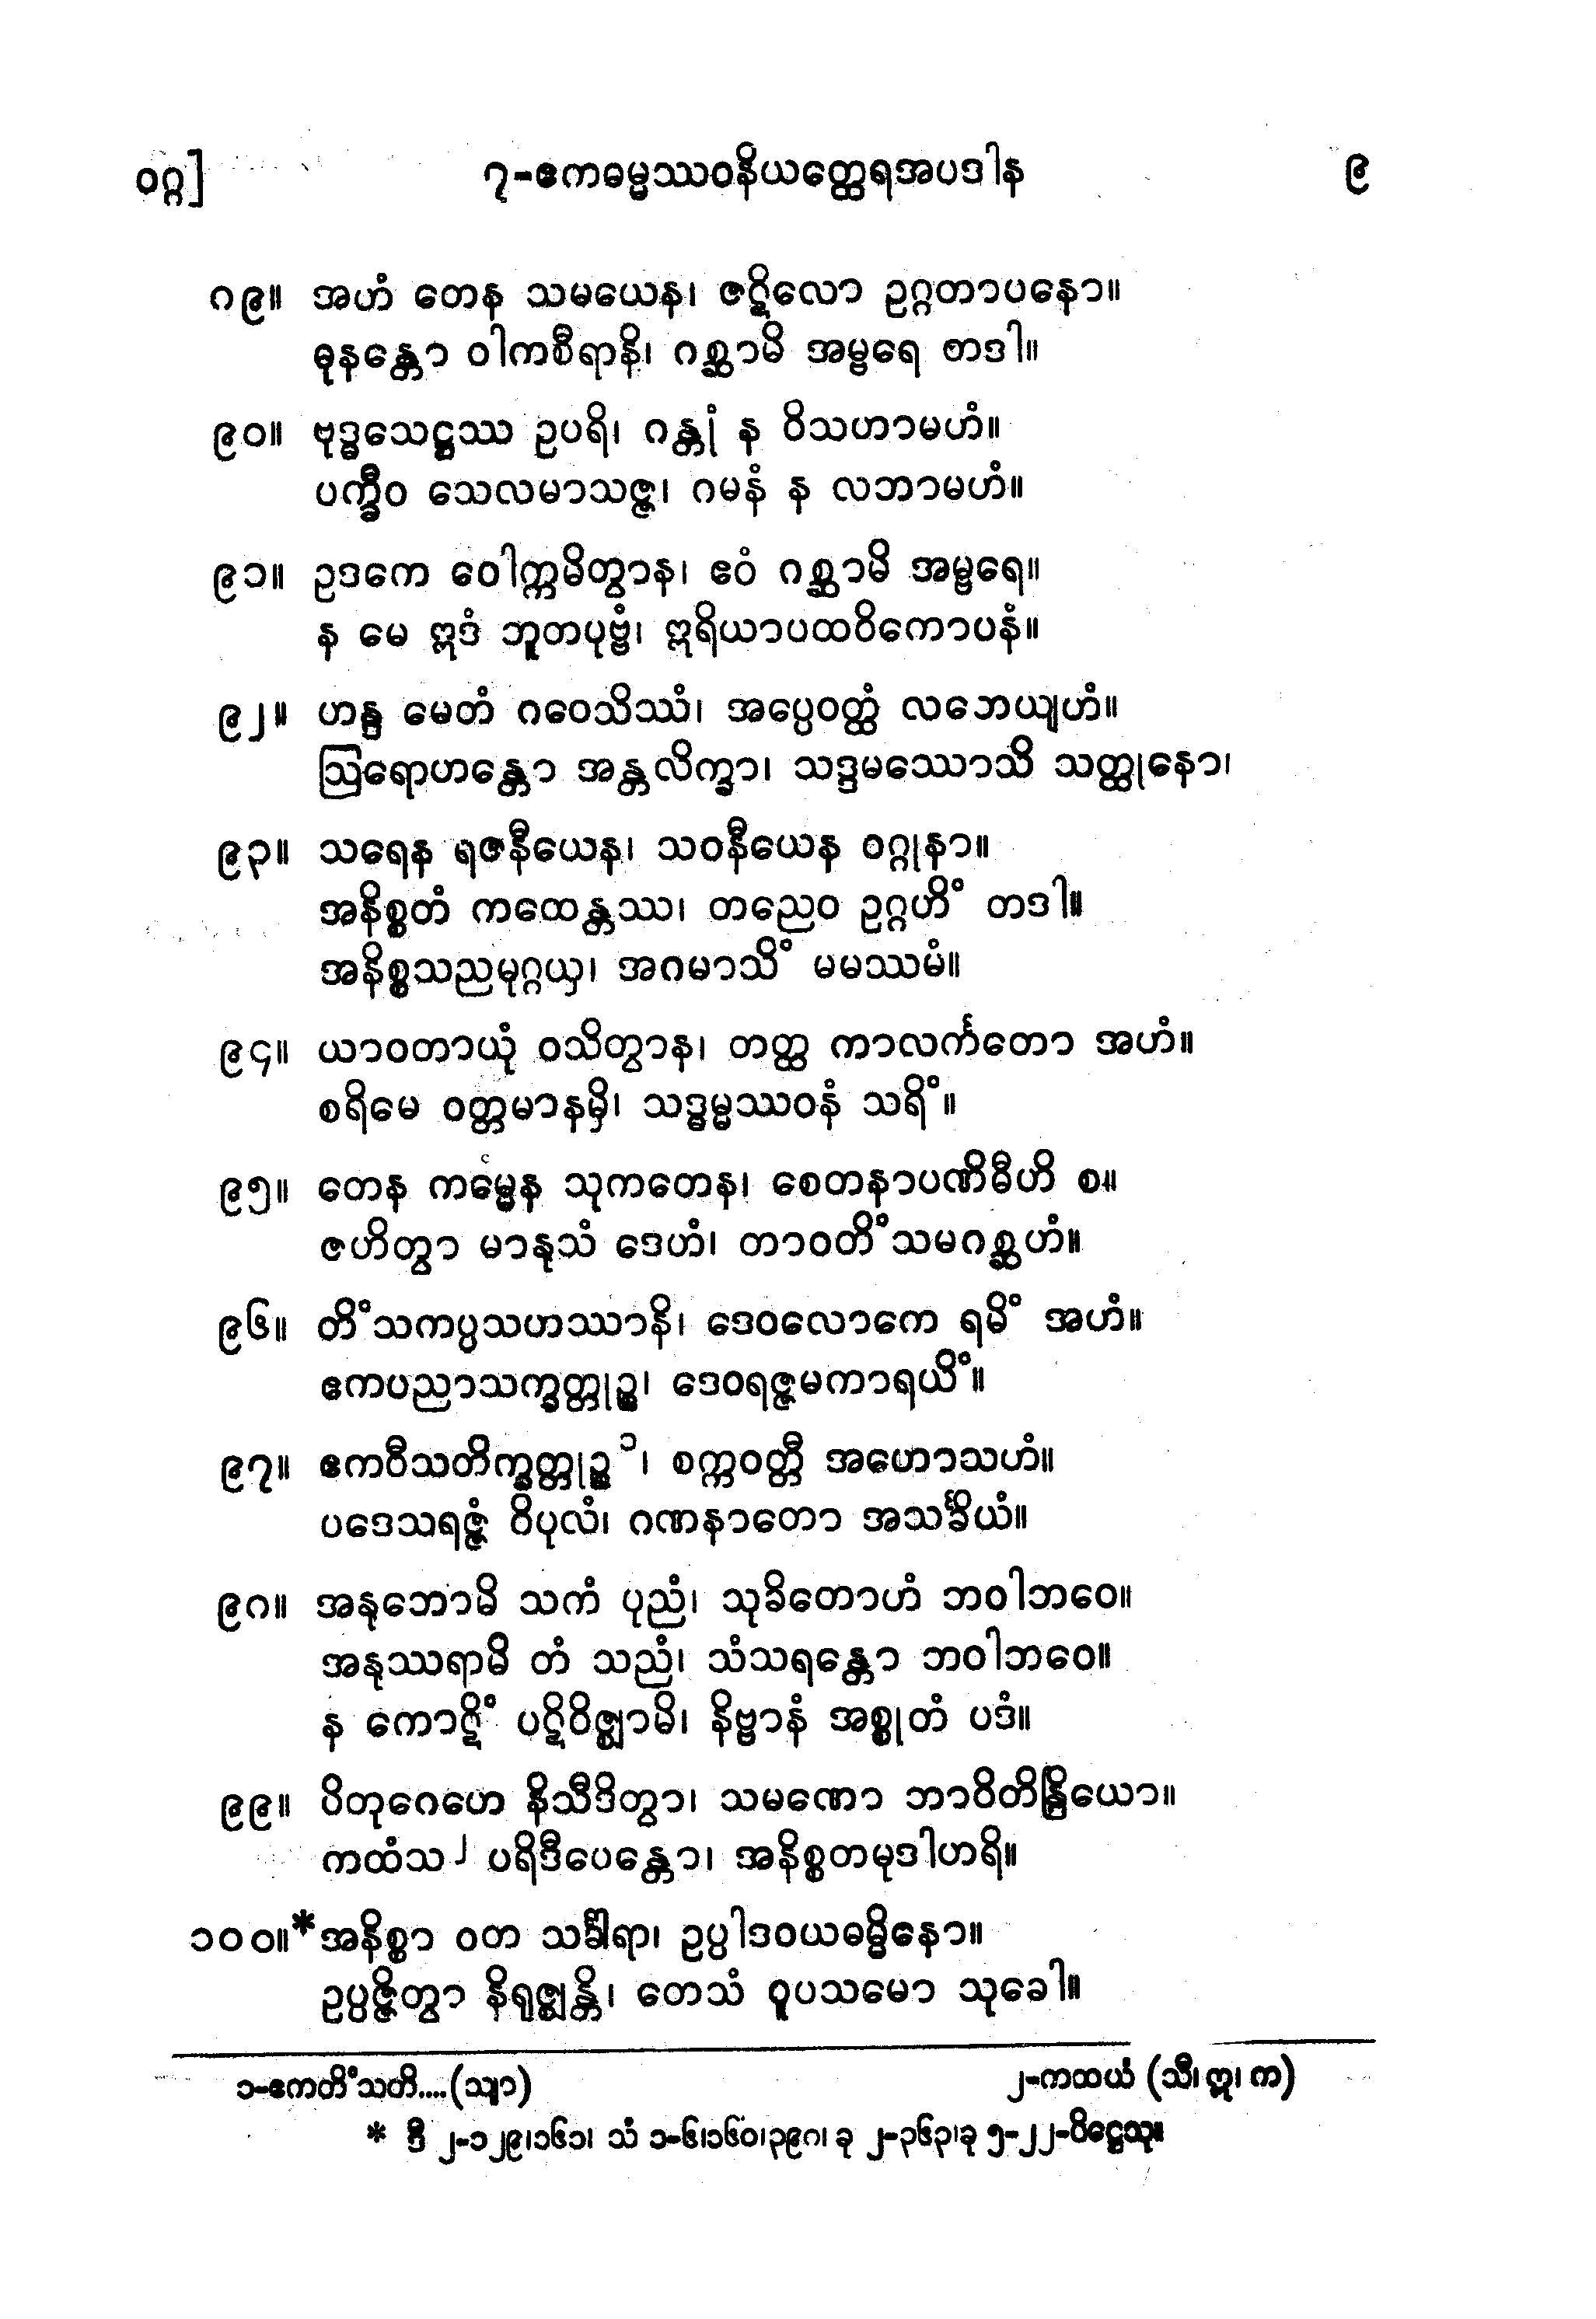 ဝဂ္ဂ] ၇-ဧကဓမ္မဿဝနိယတ္ထေရအပဒါန ၉
၈၉။ အဟံ တေန သမယေန၊ ဇဋိလော ဥဂ္ဂတာပနော။
ဓုနန္တော ဝါကစီရာနိ၊ ဂစ္ဆာမိ အမ္ဗရေ တဒါ။
၉၀။ ဗုဒ္ဓသေဋ္ဌဿ ဥပရိ၊ ဂန္တုံ န ဝိသဟာမဟံ။
ပက္ခီဝ သေလမာသဇ္ဇ၊ ဂမနံ န လဘာမဟံ။
၉၁။ ဥဒကေ ဝေါက္ကမိတွာန၊ ဧဝံ ဂစ္ဆာမိ အမ္ဗရေ။
န မေ ဣဒံ ဘူတပုဗ္ဗံ၊ ဣရိယာပထဝိကောပနံ။
၉၂။ ဟန္ဒ မေတံ ဂဝေသိဿံ၊ အပ္ပေဝတ္ထံ လဘေယျဟံ။
ဩရောဟန္တော အန္တလိက္ခာ၊ သဒ္ဒမဿောသိ သတ္ထုနော၊
၉၃။ သရေန ရဇနီယေန၊ သဝနီယေန ဝဂ္ဂုနာ။
အနိစ္စတံ ကထေန္တဿ၊ တညေဝ ဥဂ္ဂဟိံ တဒါ။
အနိစ္စသညမုဂ္ဂယှ၊ အဂမာသိံ မမဿမံ။
၉၄။ ယာဝတာယုံ ဝသိတွာန၊ တတ္ထ ကာလင်္ကတော အဟံ။
စရိမေ ဝတ္တမာနမှိ၊ သဒ္ဓမ္မဿဝနံ သရိံ။
၉၅။ တေန ကမ္မေန သုကတေန၊ စေတနာပဏိဓီဟိ စ။
ဇဟိတွာ မာနုသံ ဒေဟံ၊ တာဝတိံသမဂစ္ဆဟံ။
၉၆။ တိံသကပ္ပသဟဿာနိ၊ ဒေဝလောကေ ရမိံ အဟံ။
ဧကပညာသက္ခတ္တုဉ္စ၊ ဒေဝရဇ္ဇမကာရယိံ။
၉၇။ ဧကဝီသတိက္ခတ္တုဉ္စ၁၊ စက္ကဝတ္တီ အဟောသဟံ။
ပဒေသရဇ္ဇံ ဝိပုလံ၊ ဂဏနာတော အသင်္ခိယံ။
၉၈။ အနုဘောမိ သကံ ပုညံ၊ သုခိတောဟံ ဘဝါဘဝေ။
အနုဿရာမိ တံ သညံ၊ သံသရန္တော ဘဝါဘဝေ။
န ကောဋိံ ပဋိဝိဇ္ဈာမိ၊ နိဗ္ဗာနံ အစ္စုတံ ပဒံ။
၉၉။ ပိတုဂေဟေ နိသီဒိတွာ၊ သမဏော ဘာဝိတိန္ဒြိယော။
ကထံသ၂ ပရိဒီပေန္တော၊ အနိစ္စတမုဒါဟရိ။
၁၀၀။*အနိစ္စာ ဝတ သင်္ခါရာ၊ ဥပ္ပါဒဝယဓမ္မိနော။
ဥပ္ပဇ္ဇိတွာ နိရုဇ္ဈန္တိ၊ တေသံ ဝူပသမော သုခေါ။
၁-ဧကတိံသတိ....(သျာ) ၂-ကထယံ (သီ၊ ဣ၊ က)
* ဒီ ၂-၁၂၉၊၁၆၁၊ သံ ၁-၆၊၁၆၀၊၃၉၈၊ ခု ၂-၃၆၃၊ခု ၅-၂၂-ပိဋ္ဌေသု။